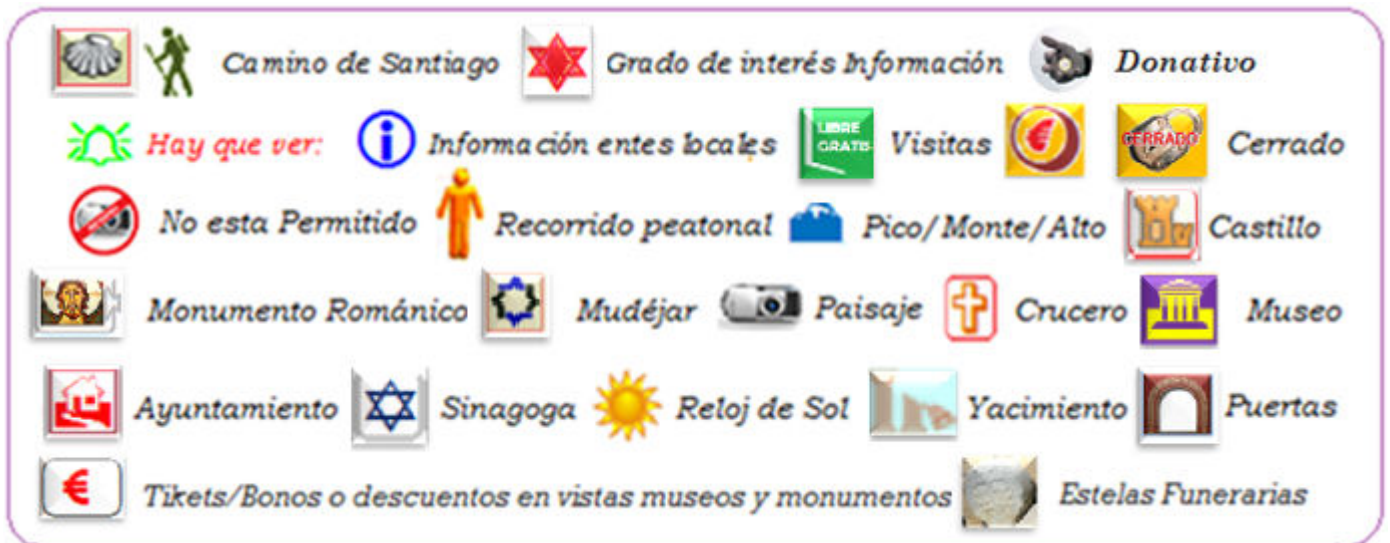 Camino de Santiago Grado de interés Información Donativo
Hay que ver: Información entes locales LIBRE GRATIS Visitas CERRADO Cerrado
No esta Permitido Recorrido peatonal Pico/Monte/Alto Castillo
Monumento Románico Mudéjar Paisaje Crucero Museo
Ayuntamiento Sinagoga Reloj de Sol Yacimiento Puertas
€ Tikets/Bonos o descuentos en vistas museos y monumentos Estelas Funerarias